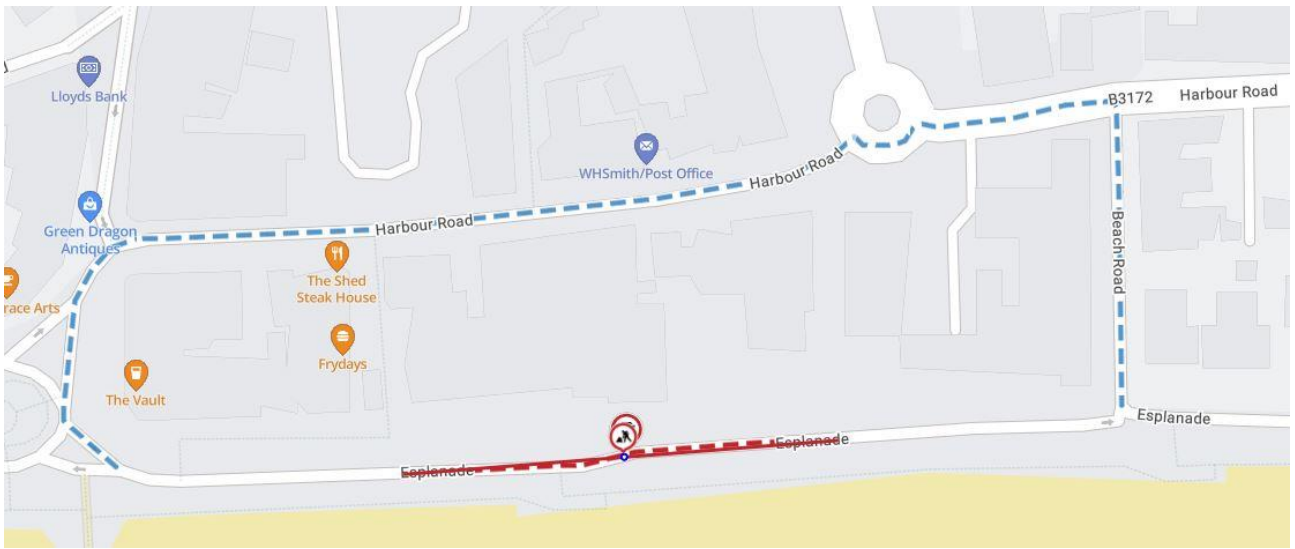 Lloyds Bank
B3172
Harbour Road
WHSmith/Post Office
Harbour Road
Green Dragon
Antiques
Harbour Road
Beach Road
The Shed
Steak House
race Arts
Frydays
The Vault
Esplanade
Esplanade
Esplanade